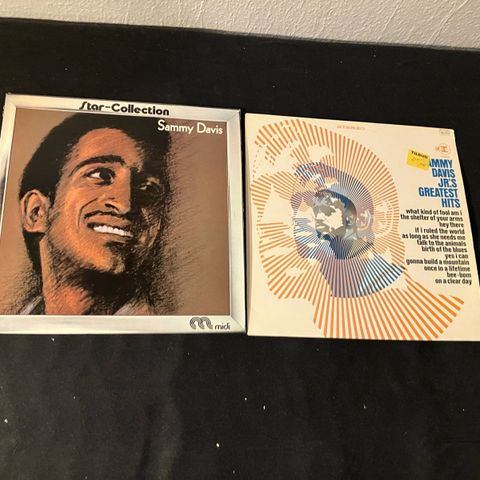 Star-Collection
Sammy Davis
midi
STEREO
TILBUD
SAMMY
DAVIS
JR.'S
GREATEST
HITS
what kind of fool am i
the shelter of your arms
hey there
if i ruled the world
as long as she needs me
talk to the animals
birth of the blues
yes i can
gonna build a mountain
once in a lifetime
bee-bom
on a clear day